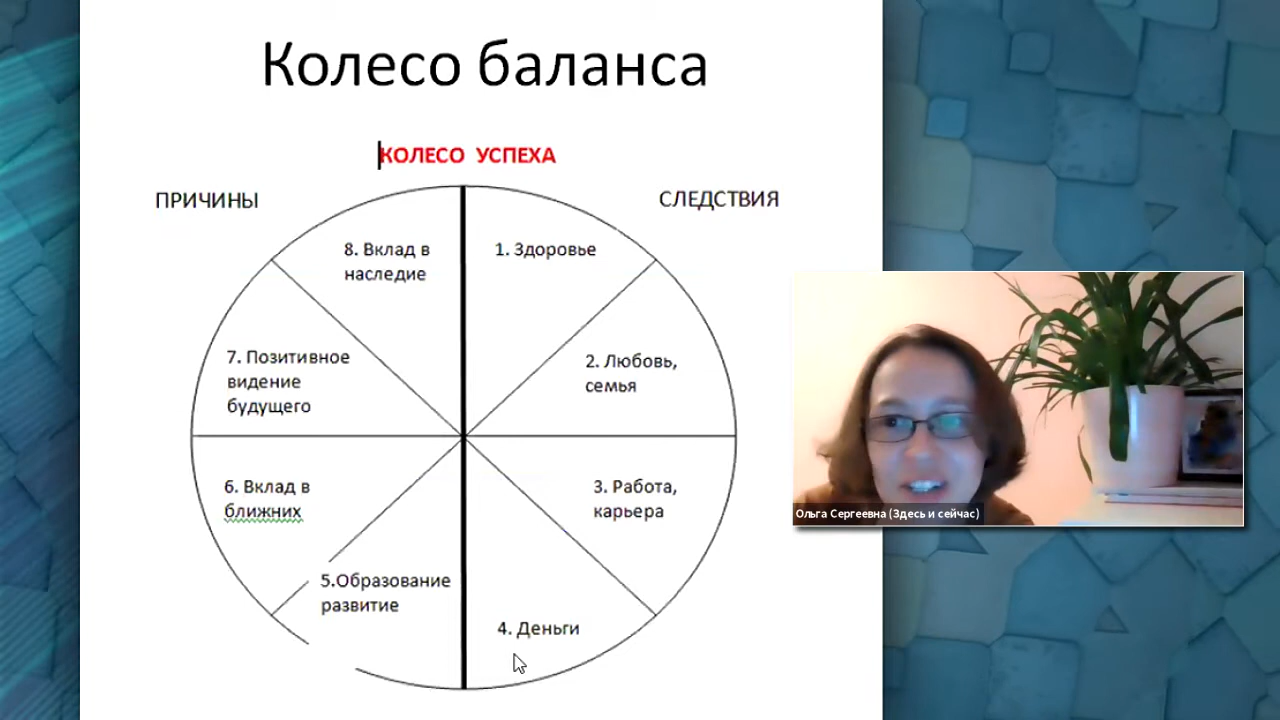 Колесо баланса
КОЛЕСО УСПЕХА
ПРИЧИНЫ
СЛЕДСТВИЯ
8. Вклад в
наследие
1. Здоровье
7. Позитивное
видение
будущего
2. Любовь,
семья
6. Вклад в
ближних
3. Работа,
карьера
5.Образование
развитие
4. Деньги
Ольга Сергеевна (Здесь и сейчас)